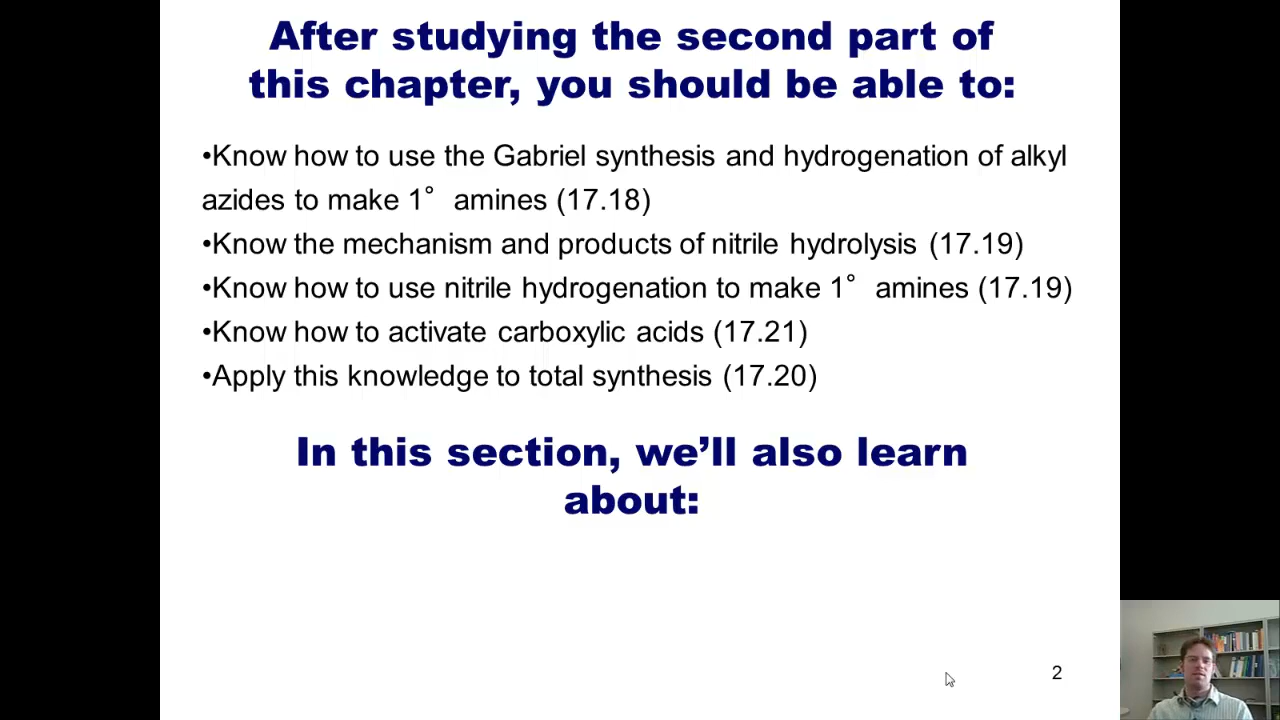 After studying the second part of
this chapter, you should be able to:
•Know how to use the Gabriel synthesis and hydrogenation of alkyl
azides to make 1° amines (17.18)
•Know the mechanism and products of nitrile hydrolysis (17.19)
•Know how to use nitrile hydrogenation to make 1° amines (17.19)
•Know how to activate carboxylic acids (17.21)
•Apply this knowledge to total synthesis (17.20)
In this section, we’ll also learn
about:
2